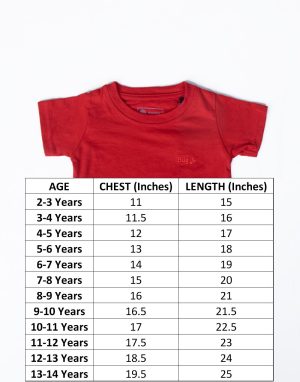 AGE CHEST (Inches) LENGTH (Inches)
2-3 Years 11 15
3-4 Years 11.5 16
4-5 Years 12 17
5-6 Years 13 18
6-7 Years 14 19
7-8 Years 15 20
8-9 Years 16 21
9-10 Years 16.5 21.5
10-11 Years 17 22.5
11-12 Years 17.5 23
12-13 Years 18.5 24
13-14 Years 19.5 25